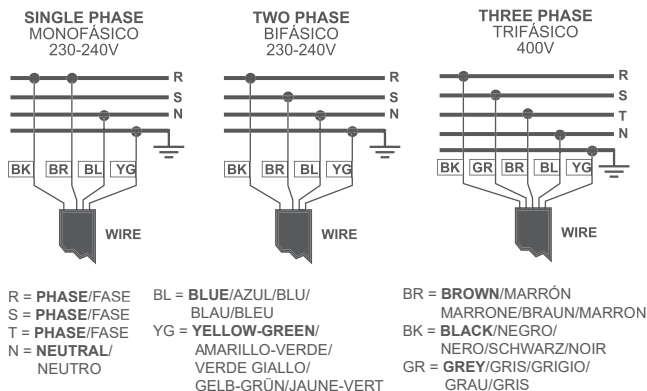 SINGLE PHASE
MONOFÁSICO
230-240V
R
S
N
BK BR BL YG
WIRE
TWO PHASE
BIFÁSICO
230-240V
R
S
N
BK BR BL YG
WIRE
THREE PHASE
TRIFÁSICO
400V
R
S
T
N
BK GR BR BL YG
WIRE
R = PHASE/FASE
S = PHASE/FASE
T = PHASE/FASE
N = NEUTRAL/
NEUTRO
BL = BLUE/AZUL/BLU/
BLAU/BLEU
YG = YELLOW-GREEN/
AMARILLO-VERDE/
VERDE GIALLO/
GELB-GRÜN/JAUNE-VERT
BR = BROWN/MARRÓN
MARRONE/BRAUN/MARRON
BK = BLACK/NEGRO/
NERO/SCHWARZ/NOIR
GR = GREY/GRIS/GRIGIO/
GRAU/GRIS